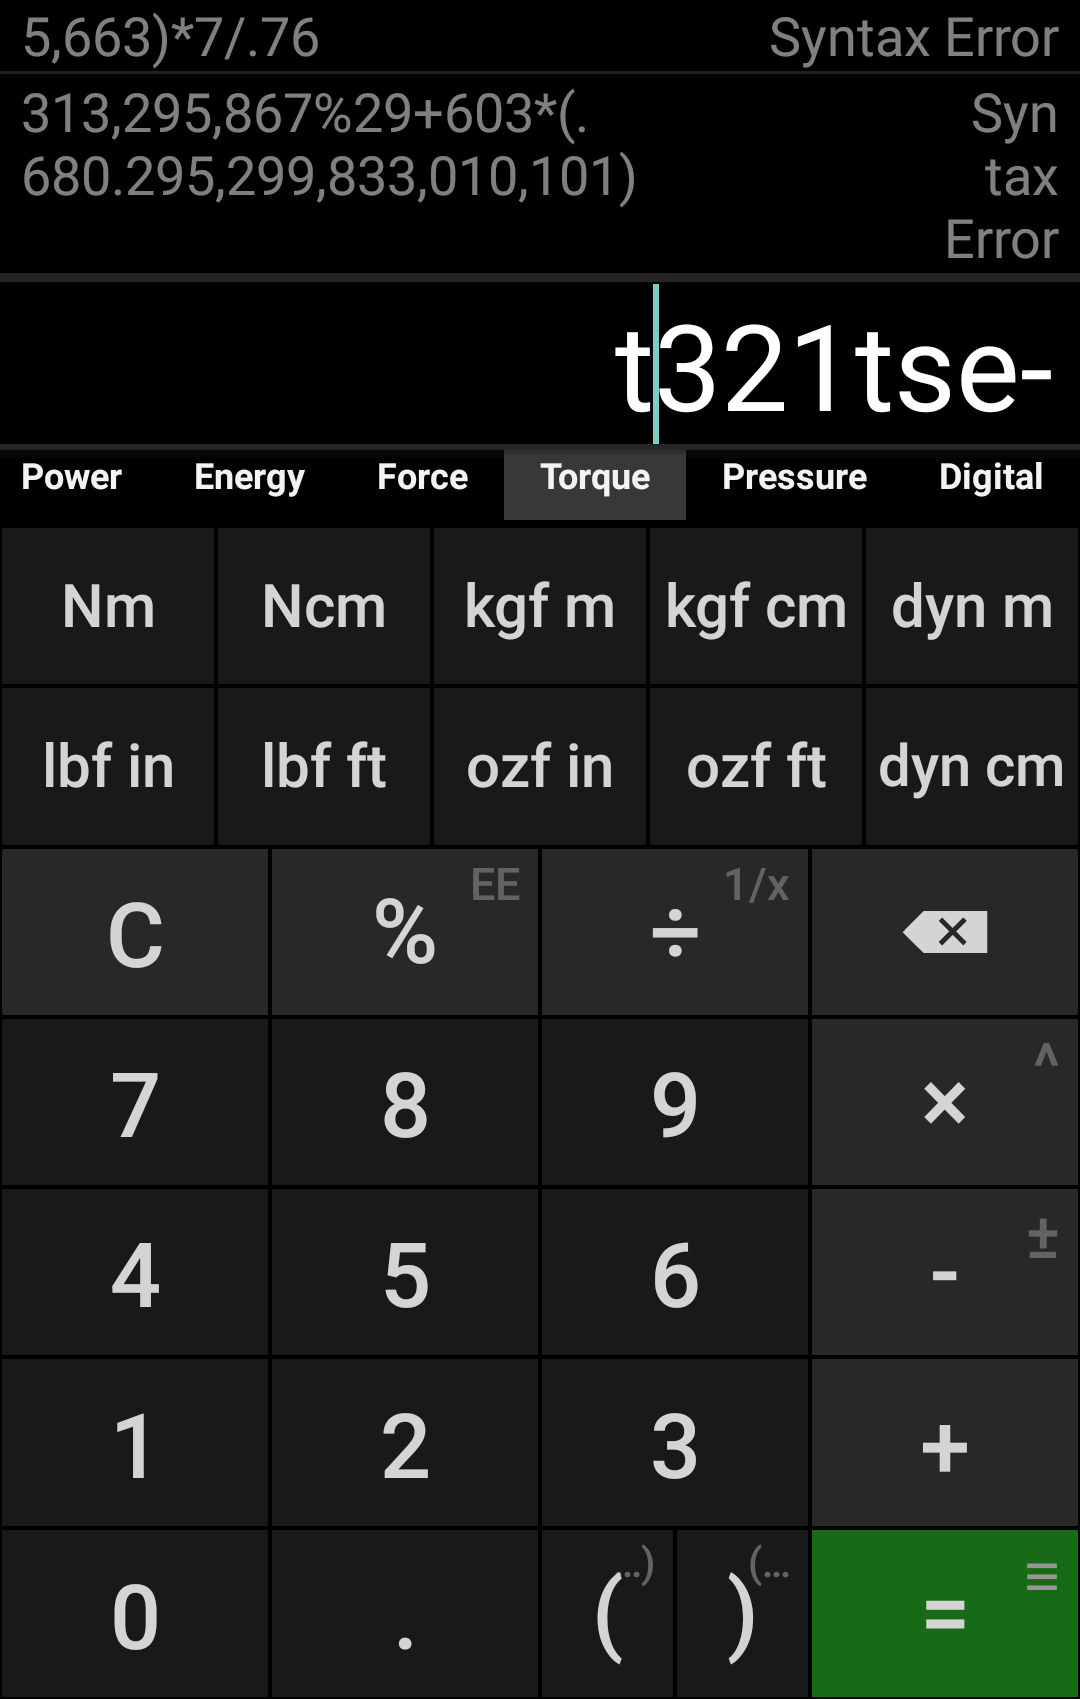 5,663)*7/.76 Syntax Error
313,295,867%29+603*(. Syn
680.295,299,833,010,101) tax
Error
t321tse-
Power Energy Force Torque Pressure Digital
Nm Ncm kgf m kgf cm dyn m
lbf in lbf ft ozf in ozf ft dyn cm
C % EE ÷ 1/x
7 8 9 × ^
4 5 6 - ±
1 2 3 +
0 . ( ..) ) (... = ≡